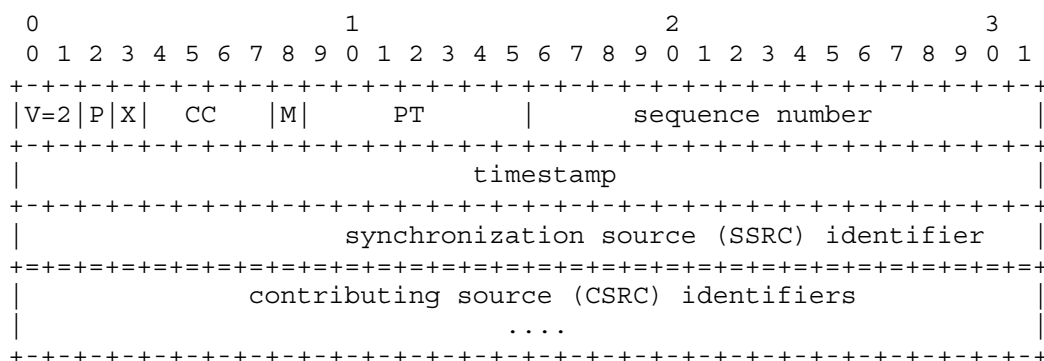 0                   1                   2                   3
0 1 2 3 4 5 6 7 8 9 0 1 2 3 4 5 6 7 8 9 0 1 2 3 4 5 6 7 8 9 0 1
+-+-+-+-+-+-+-+-+-+-+-+-+-+-+-+-+-+-+-+-+-+-+-+-+-+-+-+-+-+-+-+-+
|V=2|P|X|  CC   |M|     PT      |       sequence number         |
+-+-+-+-+-+-+-+-+-+-+-+-+-+-+-+-+-+-+-+-+-+-+-+-+-+-+-+-+-+-+-+-+
|                           timestamp                           |
+-+-+-+-+-+-+-+-+-+-+-+-+-+-+-+-+-+-+-+-+-+-+-+-+-+-+-+-+-+-+-+-+
|                    synchronization source (SSRC) identifier   |
+=+=+=+=+=+=+=+=+=+=+=+=+=+=+=+=+=+=+=+=+=+=+=+=+=+=+=+=+=+=+=+=+
|              contributing source (CSRC) identifiers           |
|                              ....                             |
+-+-+-+-+-+-+-+-+-+-+-+-+-+-+-+-+-+-+-+-+-+-+-+-+-+-+-+-+-+-+-+-+